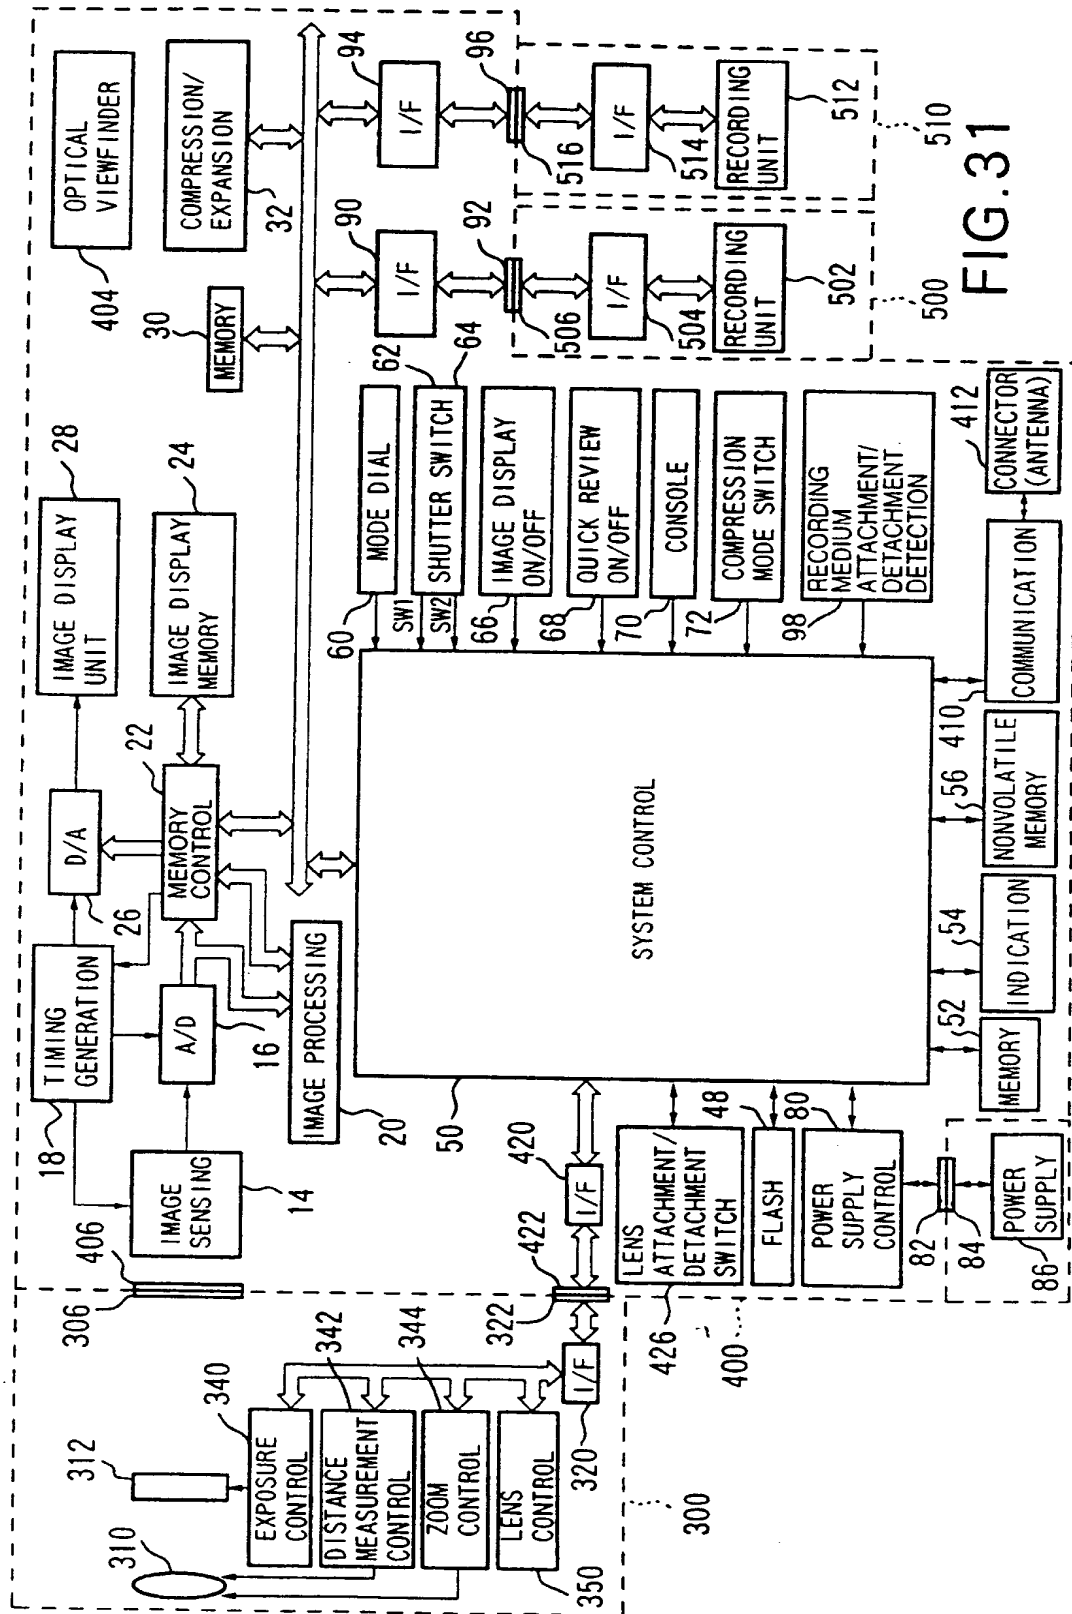 310
312
340
EXPOSURE
CONTROL
342
DISTANCE
MEASUREMENT
CONTROL
344
ZOOM
CONTROL
LENS
CONTROL
350
I/F
320
300
306
406
322
422
I/F
420
18
TIMING
GENERATION
IMAGE
SENSING
14
A/D
16
D/A
26
22
MEMORY
CONTROL
IMAGE DISPLAY
UNIT
28
IMAGE DISPLAY
MEMORY
24
IMAGE PROCESSING
20
30
MEMORY
404
OPTICAL
VIEWFINDER
COMPRESSION/
EXPANSION
32
90
I/F
94
I/F
92
96
506
516
I/F
504
I/F
514
RECORDING
UNIT
502
RECORDING
UNIT
512
500
510
50
SYSTEM CONTROL
60
MODE DIAL
SW1
SW2
SHUTTER SWITCH
62
64
66
IMAGE DISPLAY
ON/OFF
68
QUICK REVIEW
ON/OFF
70
CONSOLE
72
COMPRESSION
MODE SWITCH
98
RECORDING
MEDIUM
ATTACHMENT/
DETACHMENT
DETECTION
LENS
ATTACHMENT/
DETACHMENT
SWITCH
426
400
48
FLASH
80
POWER
SUPPLY
CONTROL
82
84
POWER
SUPPLY
86
52
MEMORY
54
INDICATION
56
NONVOLATILE
MEMORY
410
COMMUNICATION
412
CONNECTOR
(ANTENNA)
FIG.31